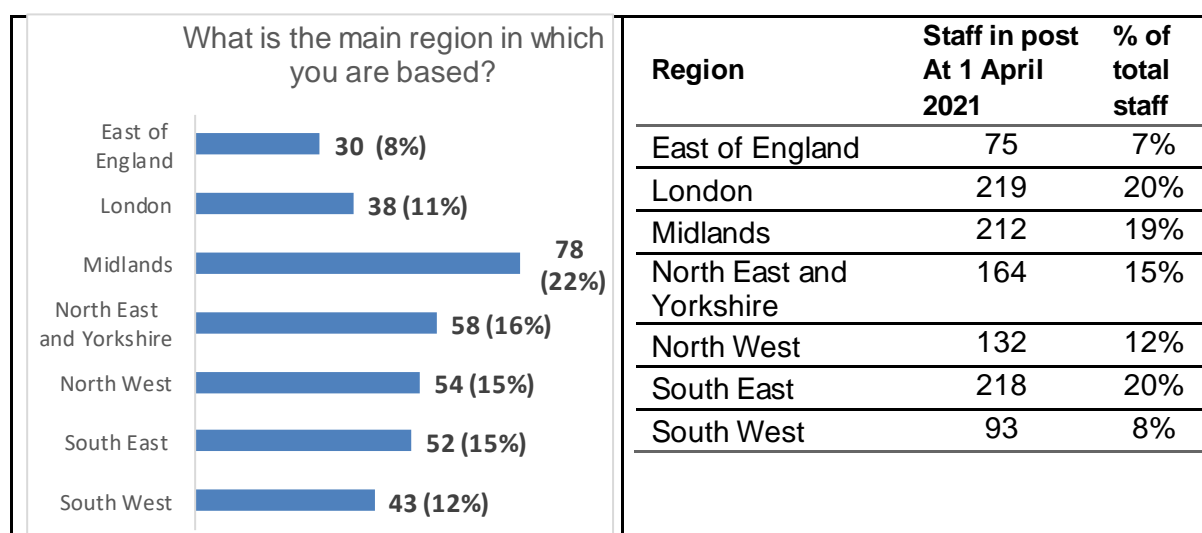 What is the main region in which
you are based?
East of
England
30 (8%)
London
38 (11%)
Midlands
78
(22%)
North East
and Yorkshire
58 (16%)
North West
54 (15%)
South East
52 (15%)
South West
43 (12%)
Region
Staff in post
At 1 April
2021
% of
total
staff
East of England 75 7%
London 219 20%
Midlands 212 19%
North East and
Yorkshire
164 15%
North West 132 12%
South East 218 20%
South West 93 8%